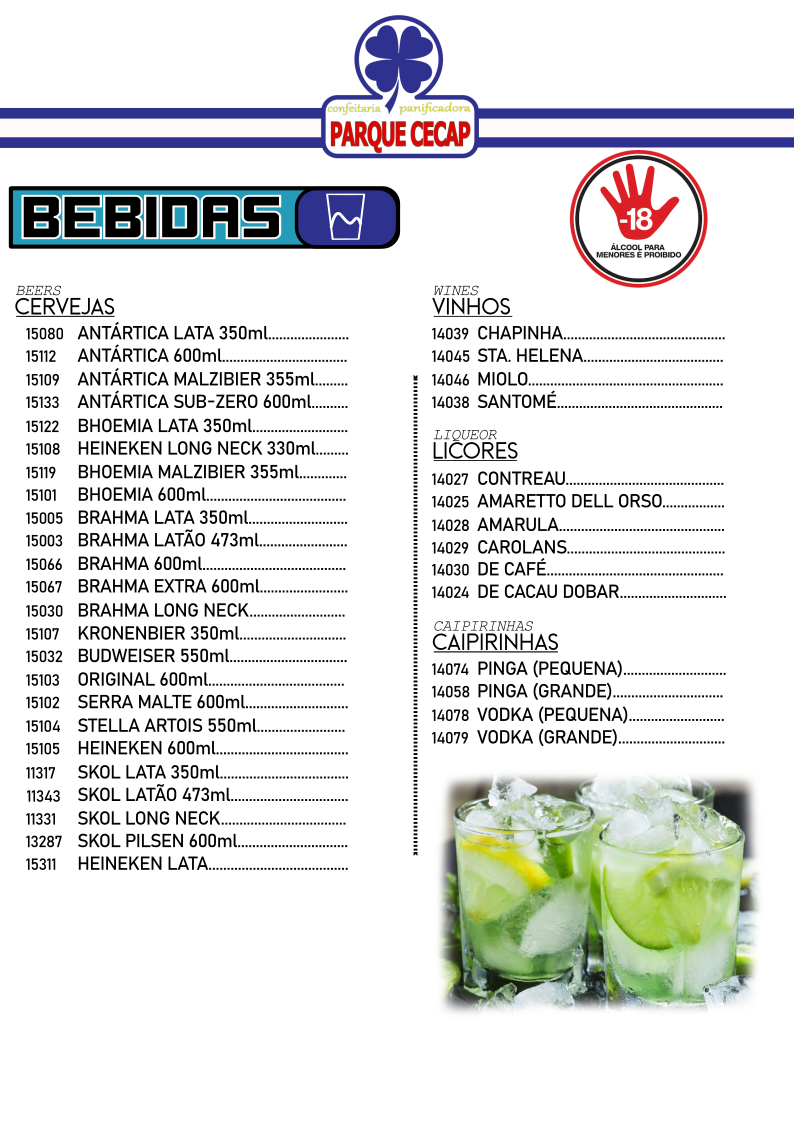 confeitaria panificadora
PARQUE CECAP
BEBIDAS
-18
ÁLCOOL PARA
MENORES É PROIBIDO
BEERS
CERVEJAS
15080 ANTÁRTICA LATA 350ml......................
15112 ANTÁRTICA 600ml..................................
15109 ANTÁRTICA MALZIBIER 355ml.........
15133 ANTÁRTICA SUB-ZERO 600ml..........
15122 BHOEMIA LATA 350ml..........................
15108 HEINEKEN LONG NECK 330ml.........
15119 BHOEMIA MALZIBIER 355ml.............
15101 BHOEMIA 600ml......................................
15005 BRAHMA LATA 350ml...........................
15003 BRAHMA LATÃO 473ml........................
15066 BRAHMA 600ml.......................................
15067 BRAHMA EXTRA 600ml........................
15030 BRAHMA LONG NECK..........................
15107 KRONENBIER 350ml.............................
15032 BUDWEISER 550ml................................
15103 ORIGINAL 600ml.....................................
15102 SERRA MALTE 600ml............................
15104 STELLA ARTOIS 550ml........................
15105 HEINEKEN 600ml....................................
11317 SKOL LATA 350ml...................................
11343 SKOL LATÃO 473ml................................
11331 SKOL LONG NECK..................................
13287 SKOL PILSEN 600ml..............................
15311 HEINEKEN LATA......................................
WINES
VINHOS
14039 CHAPINHA............................................
14045 STA. HELENA......................................
14046 MIOLO.....................................................
14038 SANTOMÉ.............................................
LIQUEOR
LICORES
14027 CONTREAU...........................................
14025 AMARETTO DELL ORSO.................
14028 AMARULA.............................................
14029 CAROLANS...........................................
14030 DE CAFÉ................................................
14024 DE CACAU DOBAR.............................
CAIPIRINHAS
CAIPIRINHAS
14074 PINGA (PEQUENA)............................
14058 PINGA (GRANDE)..............................
14078 VODKA (PEQUENA)..........................
14079 VODKA (GRANDE).............................